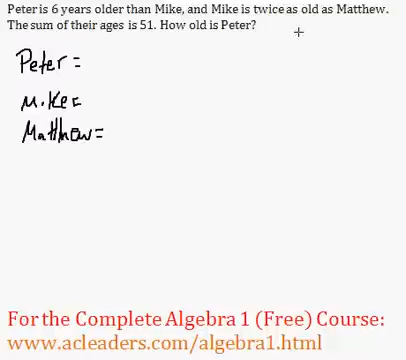 Peter is 6 years older than Mike, and Mike is twice as old as Matthew.
The sum of their ages is 51. How old is Peter?
Peter =
Mike =
Matthew =
For the Complete Algebra 1 (Free) Course:
www.acleaders.com/algebra1.html